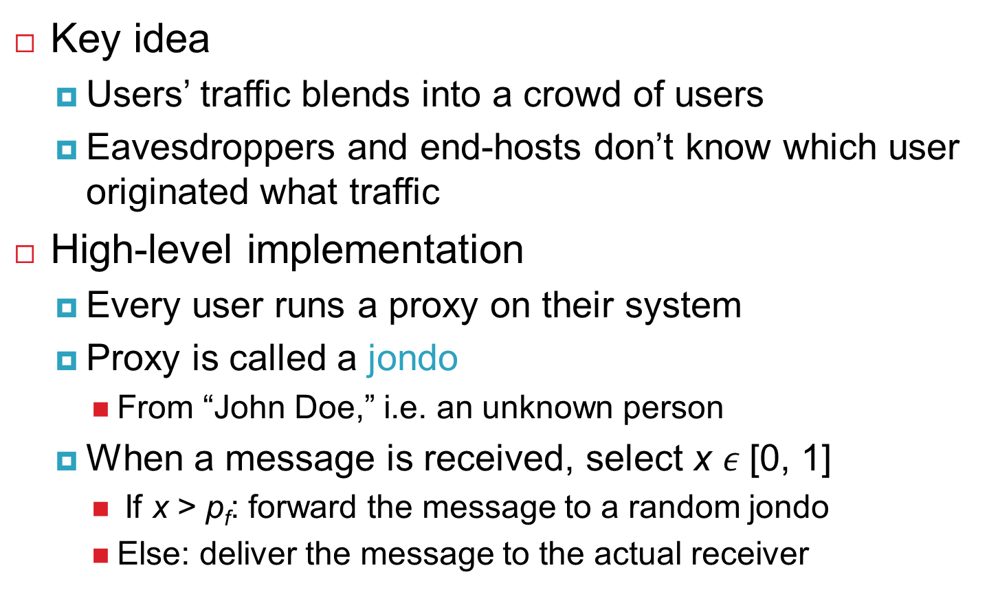 Key idea
Users’ traffic blends into a crowd of users
Eavesdroppers and end-hosts don’t know which user
originated what traffic
High-level implementation
Every user runs a proxy on their system
Proxy is called a jondo
From “John Doe,” i.e. an unknown person
When a message is received, select x ϵ [0, 1]
If x > pf: forward the message to a random jondo
Else: deliver the message to the actual receiver